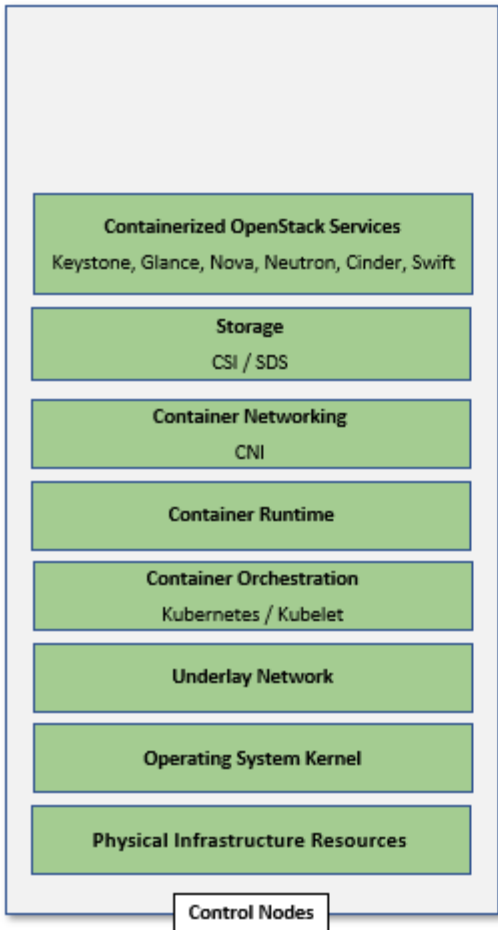 Containerized OpenStack Services
Keystone, Glance, Nova, Neutron, Cinder, Swift
Storage
CSI / SDS
Container Networking
CNI
Container Runtime
Container Orchestration
Kubernetes / Kubelet
Underlay Network
Operating System Kernel
Physical Infrastructure Resources
Control Nodes